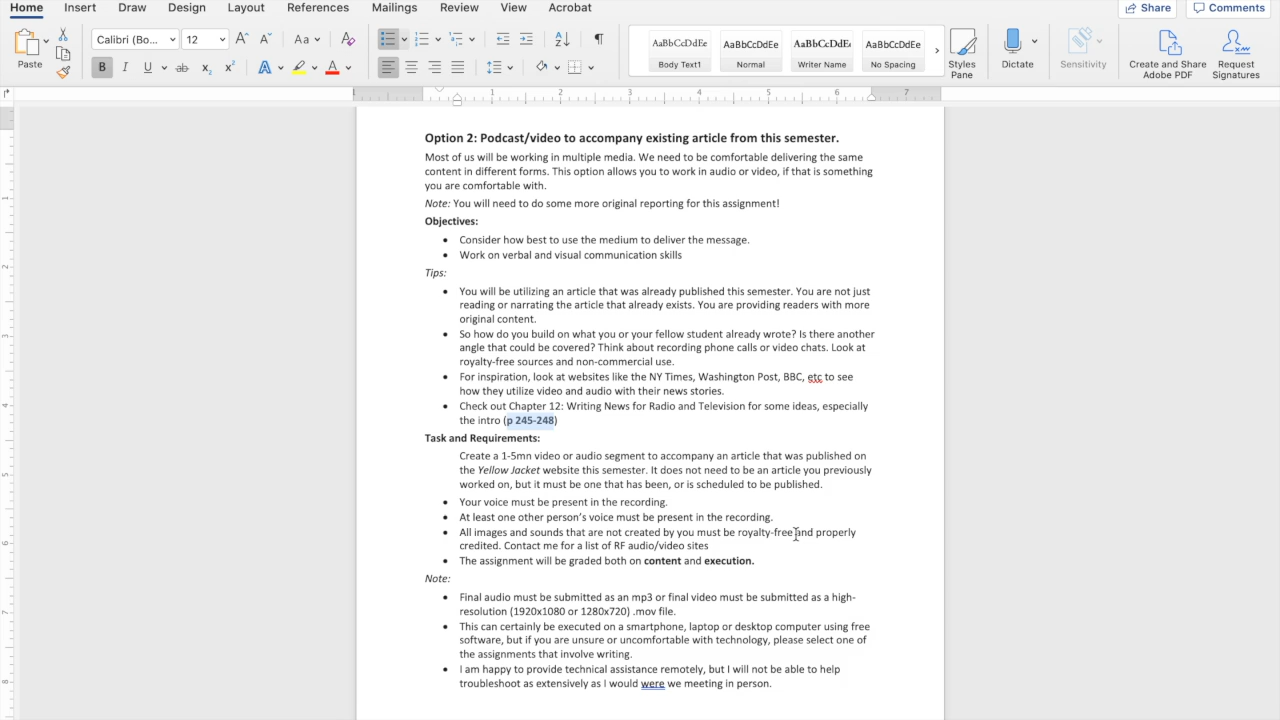 Home Insert Draw Design Layout References Mailings Review View Acrobat Share Comments
Paste Calibri (Bo... 12 Aa AaBbCcDdEe AaBbCcDdEe AaBbCcDdEe AaBbCcDdEe
B I U ab x₂ x² A A Body Text1 Normal Writer Name No Spacing Styles Pane Dictate Sensitivity Create and Share Adobe PDF Request Signatures
1 2 3 4 5 6 7
Option 2: Podcast/video to accompany existing article from this semester.
Most of us will be working in multiple media. We need to be comfortable delivering the same
content in different forms. This option allows you to work in audio or video, if that is something
you are comfortable with.
Note: You will need to do some more original reporting for this assignment!
Objectives:
• Consider how best to use the medium to deliver the message.
• Work on verbal and visual communication skills
Tips:
• You will be utilizing an article that was already published this semester. You are not just
reading or narrating the article that already exists. You are providing readers with more
original content.
• So how do you build on what you or your fellow student already wrote? Is there another
angle that could be covered? Think about recording phone calls or video chats. Look at
royalty-free sources and non-commercial use.
• For inspiration, look at websites like the NY Times, Washington Post, BBC, etc to see
how they utilize video and audio with their news stories.
• Check out Chapter 12: Writing News for Radio and Television for some ideas, especially
the intro (p 245-248)
Task and Requirements:
Create a 1-5mn video or audio segment to accompany an article that was published on
the Yellow Jacket website this semester. It does not need to be an article you previously
worked on, but it must be one that has been, or is scheduled to be published.
• Your voice must be present in the recording.
• At least one other person's voice must be present in the recording.
• All images and sounds that are not created by you must be royalty-free and properly
credited. Contact me for a list of RF audio/video sites
• The assignment will be graded both on content and execution.
Note:
• Final audio must be submitted as an mp3 or final video must be submitted as a high-
resolution (1920x1080 or 1280x720) .mov file.
• This can certainly be executed on a smartphone, laptop or desktop computer using free
software, but if you are unsure or uncomfortable with technology, please select one of
the assignments that involve writing.
• I am happy to provide technical assistance remotely, but I will not be able to help
troubleshoot as extensively as I would were we meeting in person.